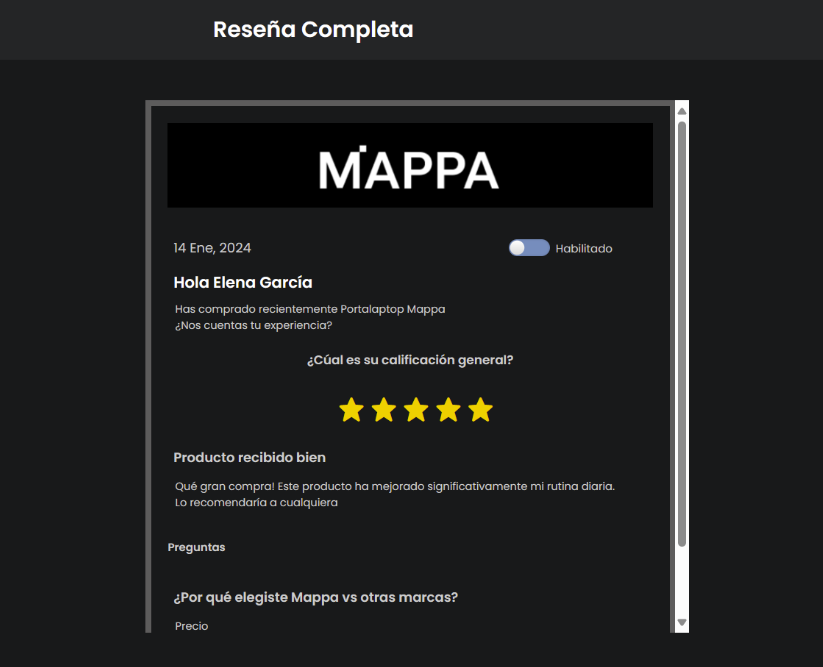 Reseña Completa
MAPPA
14 Ene, 2024
Habilitado
Hola Elena García
Has comprado recientemente Portalaptop Mappa
¿Nos cuentas tu experiencia?
¿Cúal es su calificación general?
Producto recibido bien
Qué gran compra! Este producto ha mejorado significativamente mi rutina diaria.
Lo recomendaría a cualquiera
Preguntas
¿Por qué elegiste Mappa vs otras marcas?
Precio